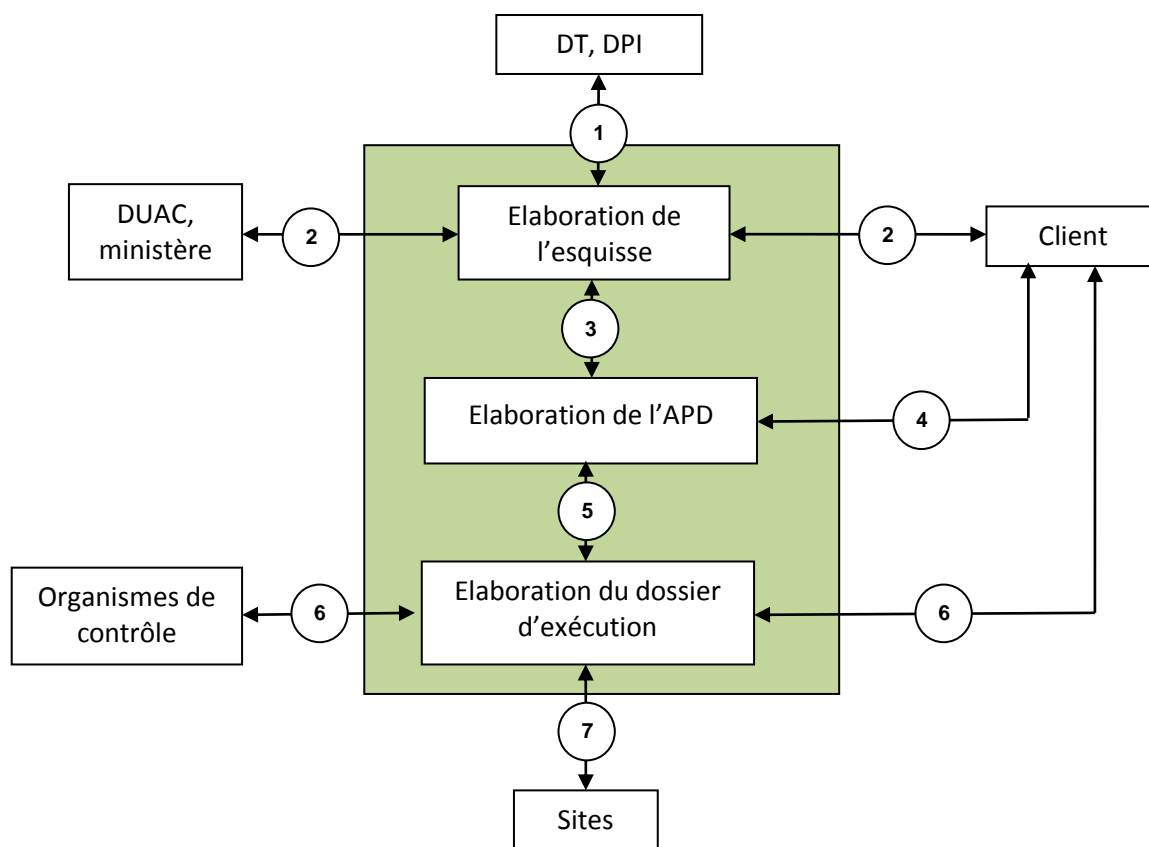 DT, DPI
1
Elaboration de
l’esquisse
DUAC,
ministère
2
2
Client
3
Elaboration de l’APD
4
5
Elaboration du dossier
d’exécution
Organismes de
contrôle
6
6
7
Sites